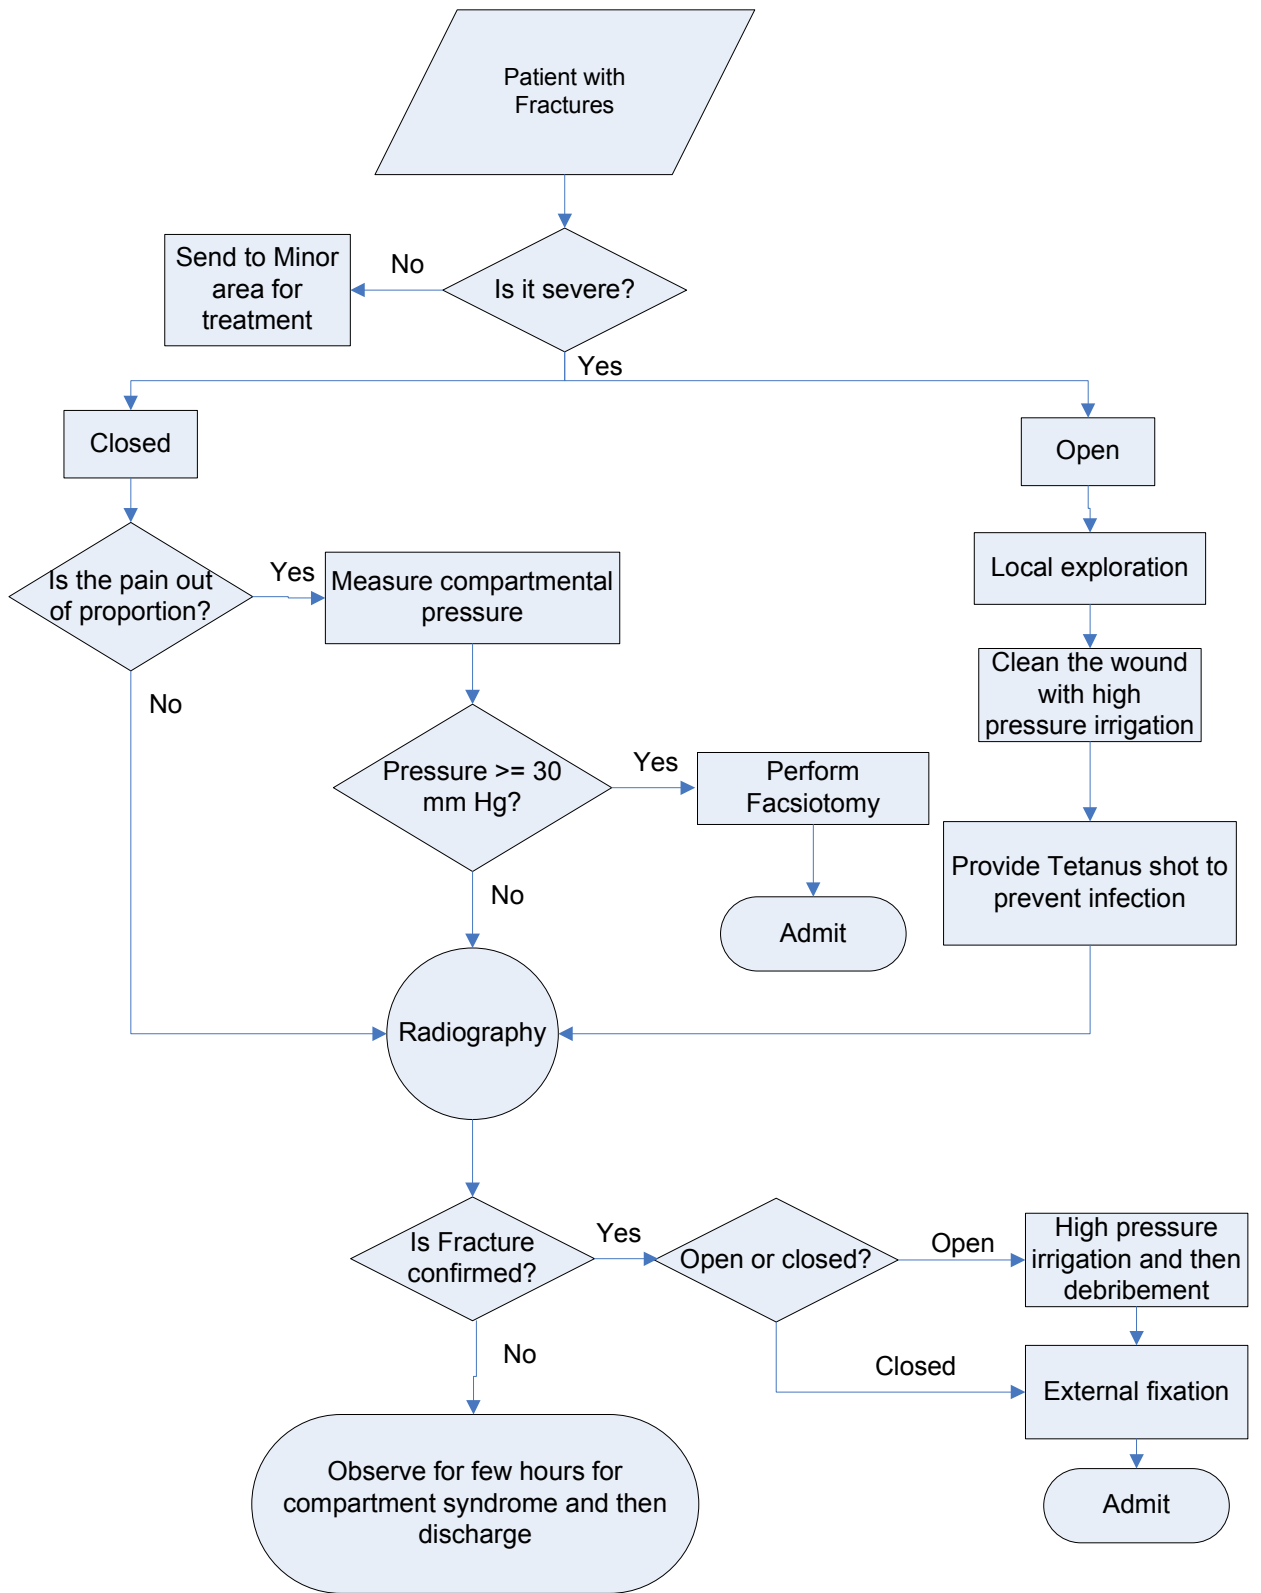 Patient with
Fractures
Is it severe?
No
Send to Minor
area for
treatment
Yes
Closed
Open
Is the pain out
of proportion?
Yes
Measure compartmental
pressure
Local exploration
No
Clean the wound
with high
pressure irrigation
Pressure >= 30
mm Hg?
Yes
Perform
Facsiotomy
Provide Tetanus shot to
prevent infection
No
Admit
Radiography
Is Fracture
confirmed?
Yes
Open or closed?
Open
High pressure
irrigation and then
debribement
No
Closed
External fixation
Observe for few hours for
compartment syndrome and then
discharge
Admit